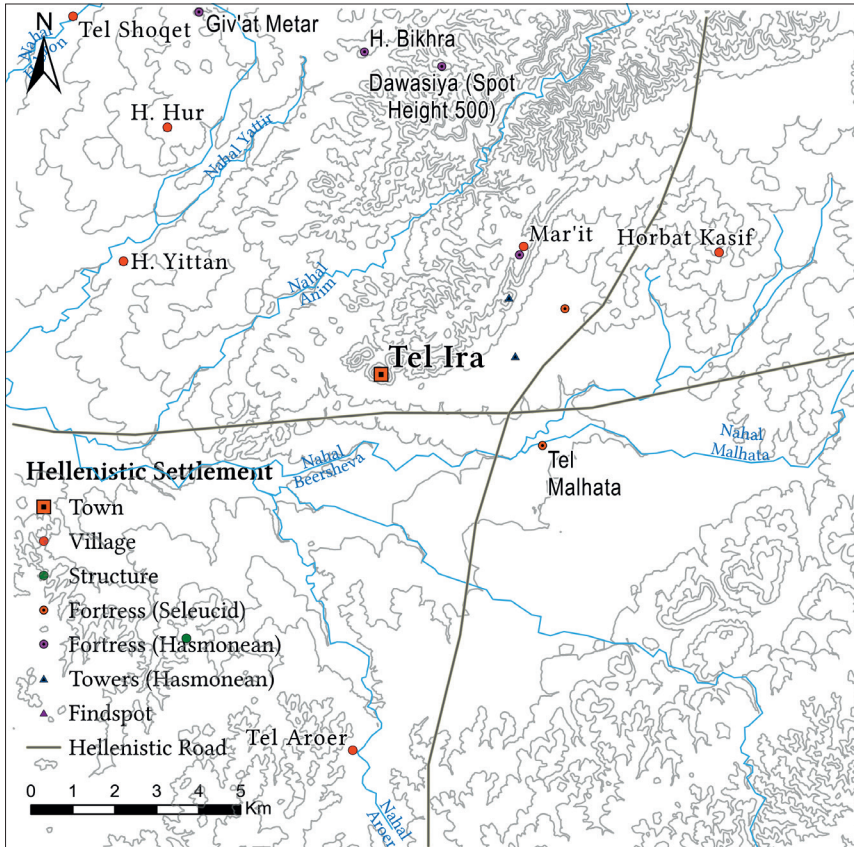 N
Tel Shoqet
Giv'at Metar
Nahal
Hevron
H. Bikhra
Dawasiya (Spot
Height 500)
H. Hur
Nahal Yattir
Mar'it
Horbat Kasif
H. Yittan
Nahal
Anim
Tel Ira
Nahal
Beersheva
Nahal
Malhata
Tel
Malhata
Hellenistic Settlement
Town
Village
Structure
Fortress (Seleucid)
Fortress (Hasmonean)
Towers (Hasmonean)
Findspot
Hellenistic Road
Tel Aroer
Nahal
Aroer
0 1 2 3 4 5
Km